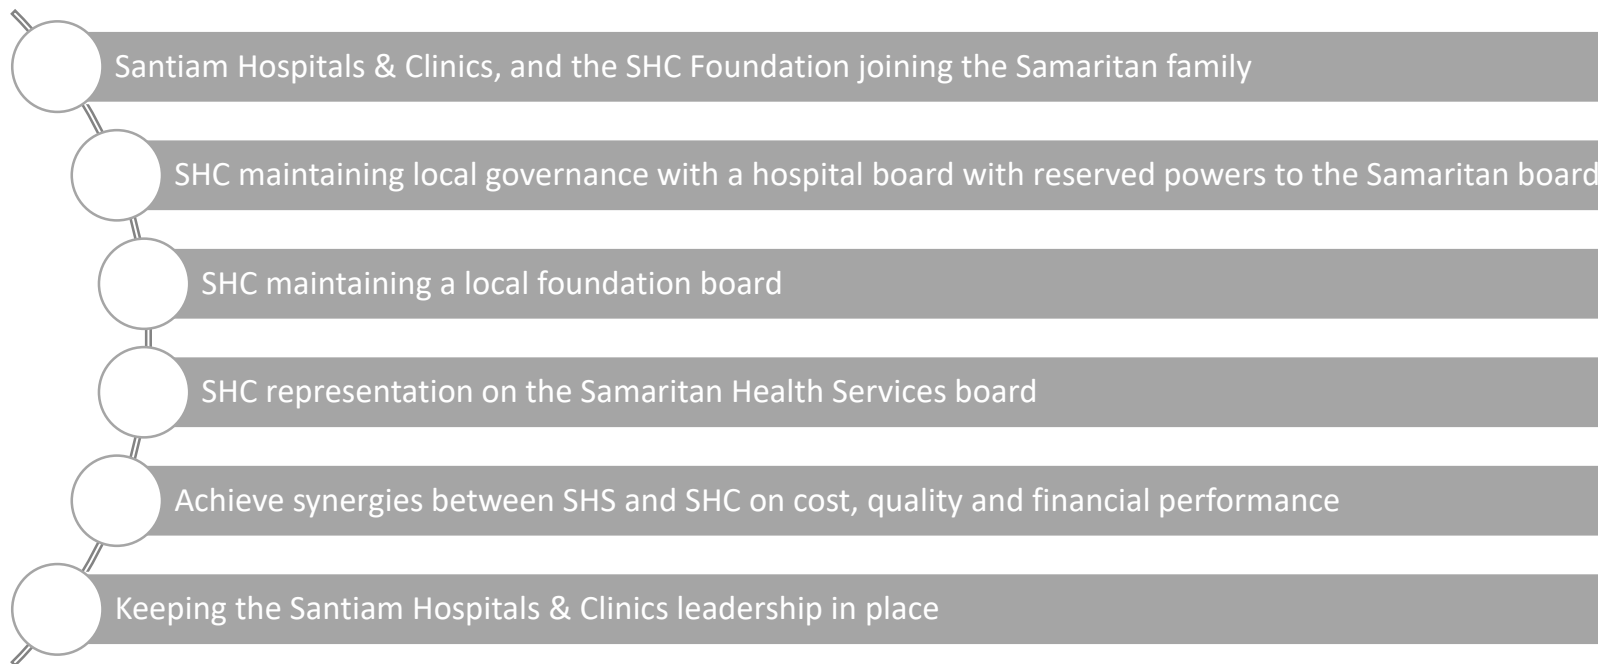 Santiam Hospitals & Clinics, and the SHC Foundation joining the Samaritan family
SHC maintaining local governance with a hospital board with reserved powers to the Samaritan board
SHC maintaining a local foundation board
SHC representation on the Samaritan Health Services board
Achieve synergies between SHS and SHC on cost, quality and financial performance
Keeping the Santiam Hospitals & Clinics leadership in place